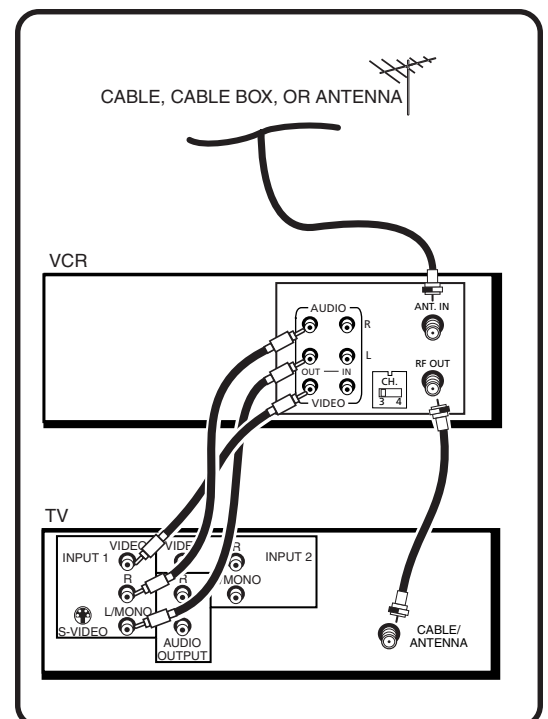 CABLE, CABLE BOX, OR ANTENNA
VCR
AUDIO
R
L
OUT IN
VIDEO
CH.
3 4
ANT. IN
RF OUT
TV
INPUT 1
VIDEO
R
L/MONO
S-VIDEO
R
AUDIO
OUTPUT
R
/MONO
INPUT 2
CABLE/
ANTENNA